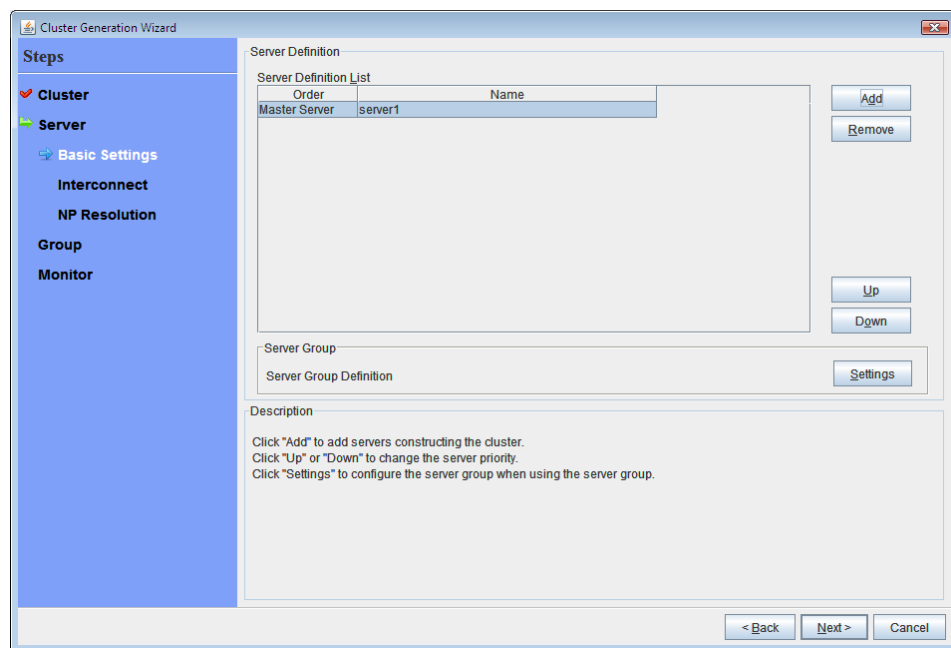 Cluster Generation Wizard
Steps
Cluster
Server
Basic Settings
Interconnect
NP Resolution
Group
Monitor
Server Definition
Server Definition List
Order Name
Master Server server1
Add
Remove
Up
Down
Server Group
Server Group Definition
Settings
Description
Click "Add" to add servers constructing the cluster.
Click "Up" or "Down" to change the server priority.
Click "Settings" to configure the server group when using the server group.
< Back Next > Cancel